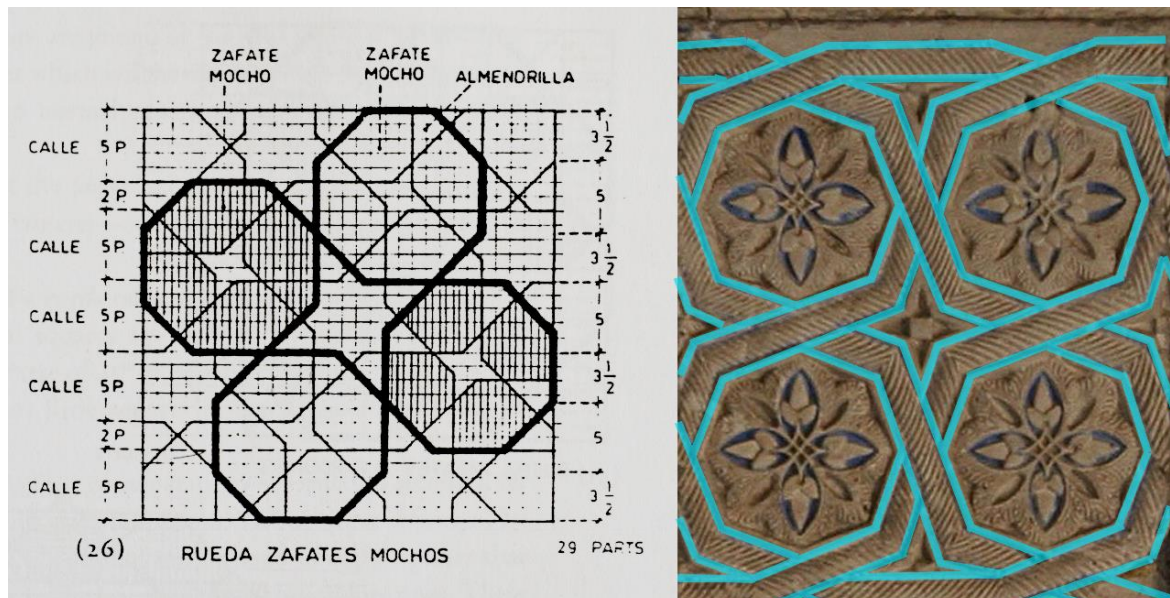 ZAFATE
MOCHO
ZAFATE
MOCHO
ALMENDRILLA
CALLE 5P.
2P.
CALLE 5P.
CALLE 5P.
CALLE 5P.
2P.
CALLE 5P.
3 1/2
5
3 1/2
5
3 1/2
5
3 1/2
(26) RUEDA ZAFATES MOCHOS 29 PARTS